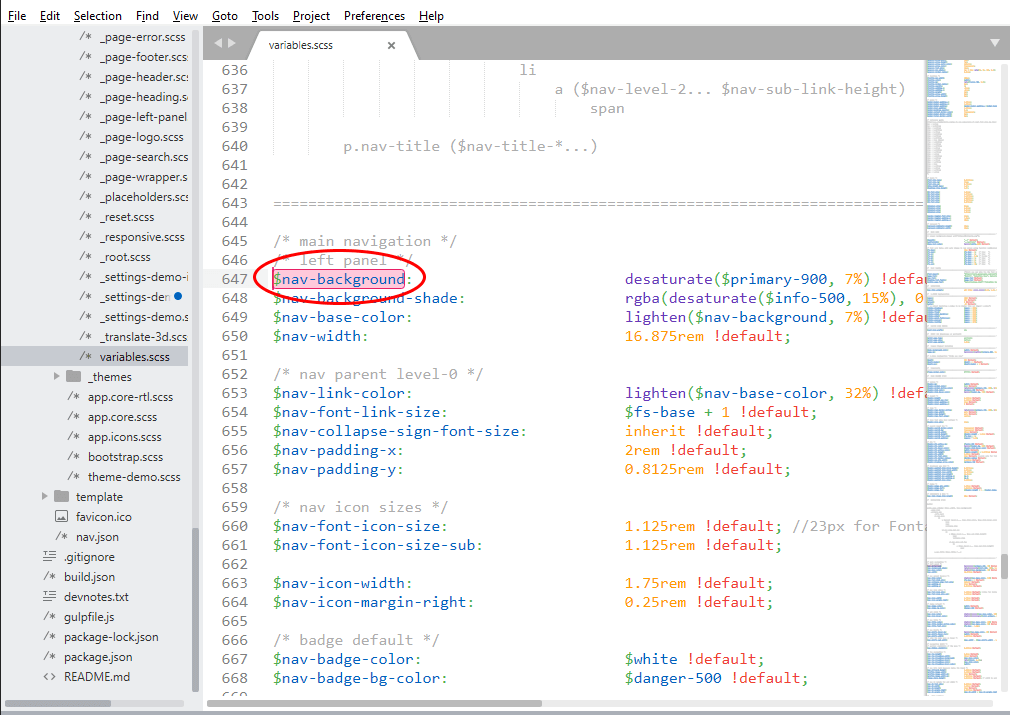 File Edit Selection Find View Goto Tools Project Preferences Help
/* _page-error.scss
/* _page-footer.scs
/* _page-header.sc
/* _page-heading.s
/* _page-left-panel
/* _page-logo.scss
/* _page-search.scs
/* _page-wrapper.s
/* _placeholders.scs
/* _reset.scss
/* _responsive.scss
/* _root.scss
/* _settings-demo-i
/* _settings-der
/* _settings-demo.s
/* _translate-3d.scs
/* variables.scss
_themes
/* app.core-rtl.scss
/* app.core.scss
/* app.icons.scss
/* bootstrap.scss
/* theme-demo.scss
template
favicon.ico
/* nav.json
.gitignore
/* build.json
devnotes.txt
/* gulpfile.js
/* package-lock.json
/* package.json
<> README.md
variables.scss ×
636 li
637 a ($nav-level-2... $nav-sub-link-height)
638 span
639
640 p.nav-title ($nav-title-*...)
641
642
643 ==========================================================================
644
645 /* main navigation */
646 /* left panel */
647 $nav-background: desaturate($primary-900, 7%) !defa
648 $nav-background-shade: rgba(desaturate($info-500, 15%), 0
649 $nav-base-color: lighten($nav-background, 7%) !defa
650 $nav-width: 16.875rem !default;
651
652 /* nav parent level-0 */
653 $nav-link-color: lighten($nav-base-color, 32%) !def
654 $nav-font-link-size: $fs-base + 1 !default;
655 $nav-collapse-sign-font-size: inherit !default;
656 $nav-padding-x: 2rem !default;
657 $nav-padding-y: 0.8125rem !default;
658
659 /* nav icon sizes */
660 $nav-font-icon-size: 1.125rem !default; //23px for Font
661 $nav-font-icon-size-sub: 1.125rem !default;
662
663 $nav-icon-width: 1.75rem !default;
664 $nav-icon-margin-right: 0.25rem !default;
665
666 /* badge default */
667 $nav-badge-color: $white !default;
668 $nav-badge-bg-color: $danger-500 !default;
669